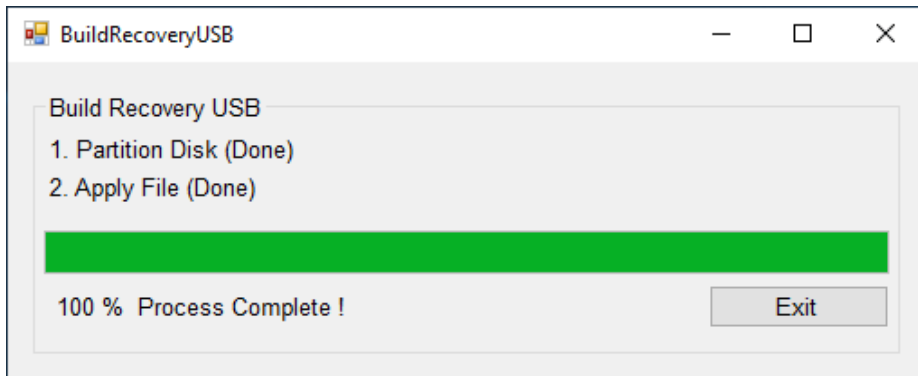 BuildRecoveryUSB
Build Recovery USB
1. Partition Disk (Done)
2. Apply File (Done)
100 %  Process Complete !
Exit